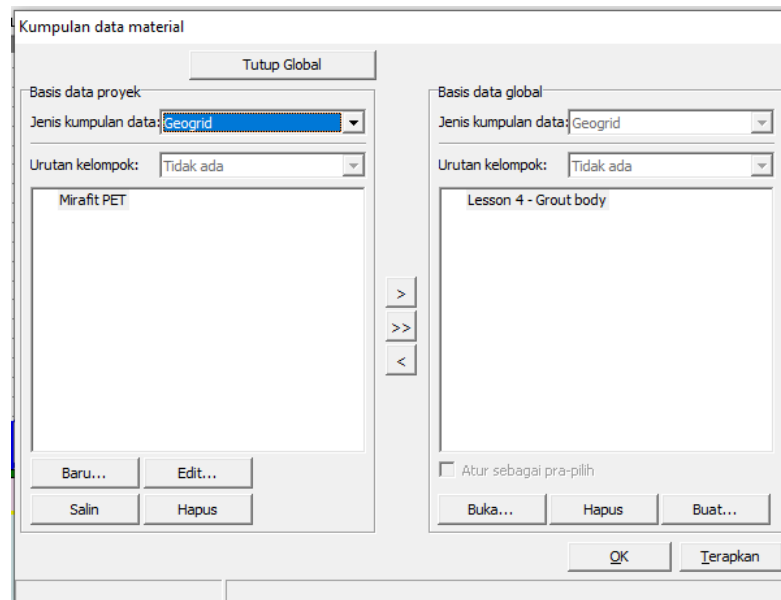 Kumpulan data material
Tutup Global
Basis data proyek
Jenis kumpulan data: Geogrid
Urutan kelompok: Tidak ada
Mirafit PET
Baru... Edit...
Salin Hapus
>
>>
<
Basis data global
Jenis kumpulan data: Geogrid
Urutan kelompok: Tidak ada
Lesson 4 - Grout body
Atur sebagai pra-pilih
Buka... Hapus Buat...
OK Terapkan